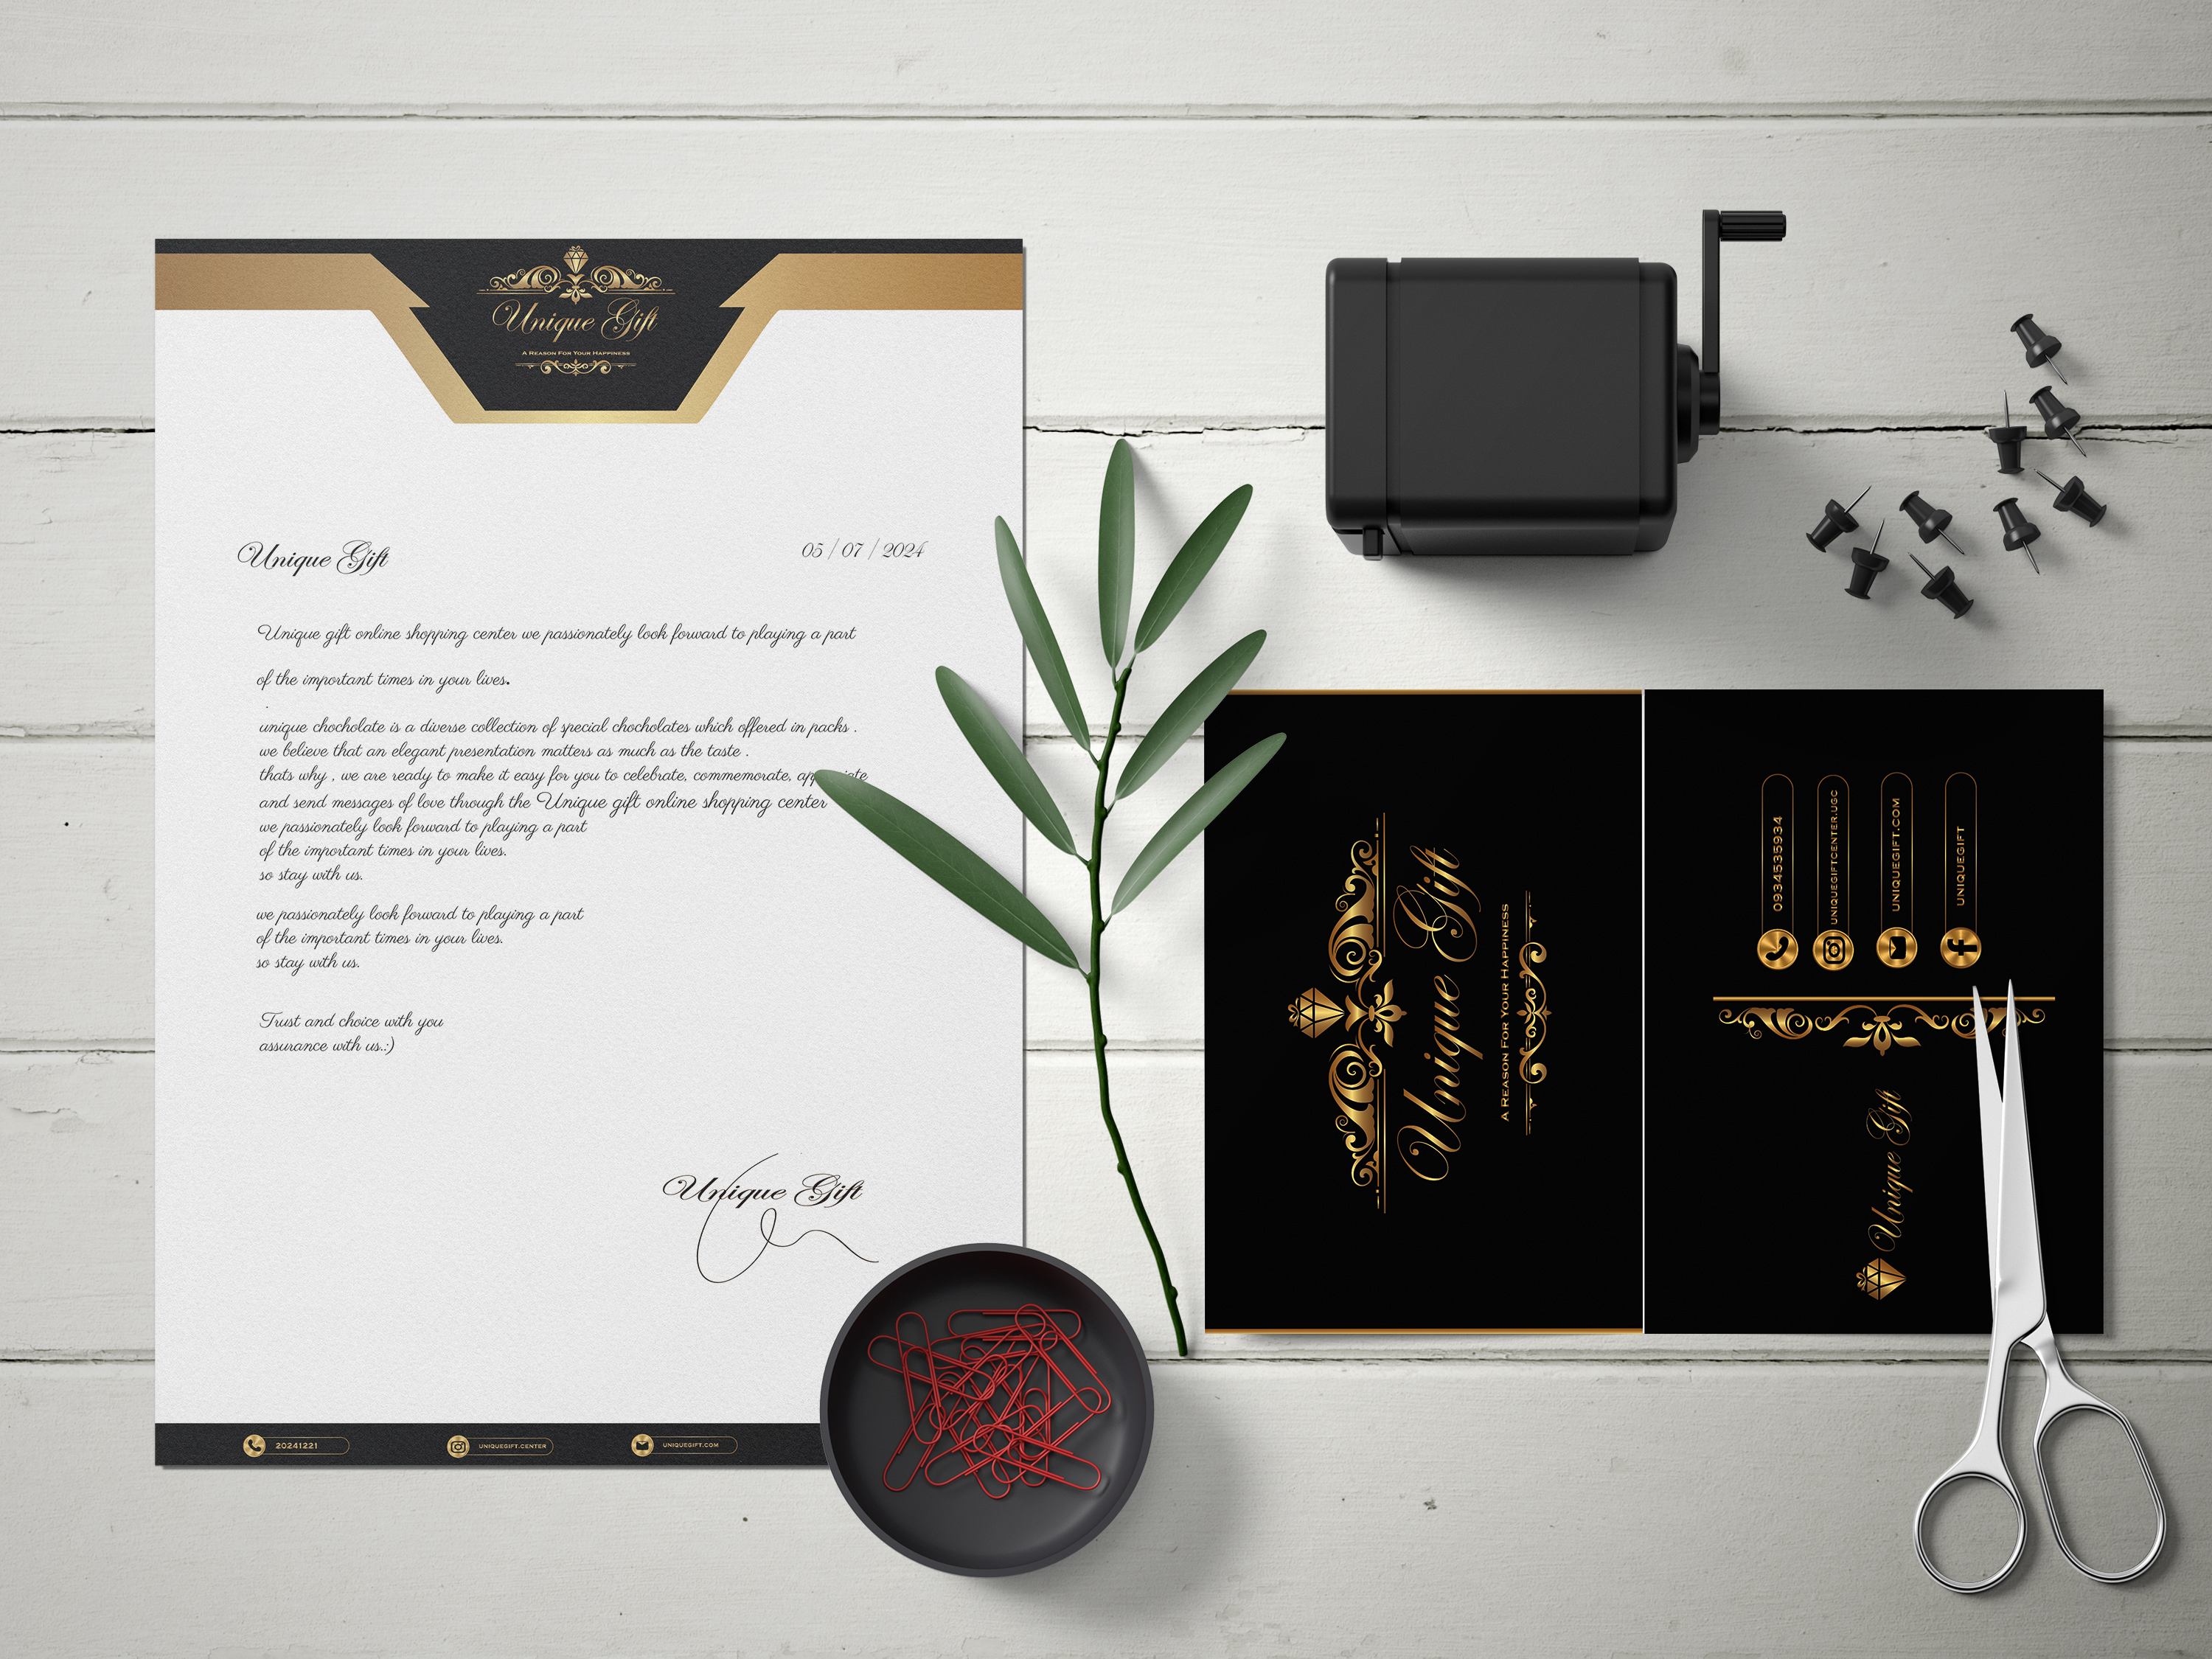 Unique Gift
A Reason For Your Happiness
Unique Gift
05 / 07 / 2024
Unique gift online shopping center we passionately look forward to playing a part
of the important times in your lives.
.
unique chocholate is a diverse collection of special chocholates which offered in packs .
we believe that an elegant presentation matters as much as the taste .
thats why , we are ready to make it easy for you to celebrate, commemorate,
and send messages of love through the Unique gift online shopping center
we passionately look forward to playing a part
of the important times in your lives.
so stay with us.
we passionately look forward to playing a part
of the important times in your lives.
so stay with us.
Trust and choice with you
assurance with us.:)
Unique Gift
20241221
UNIQUEGIFT.CENTER
UNIQUEGIFT.COM
Unique Gift
A Reason For Your Happiness
09345535934
UNIQUEGIFTCENTER.UGC
UNIQUEGIFT.COM
UNIQUEGIFT
Unique Gift